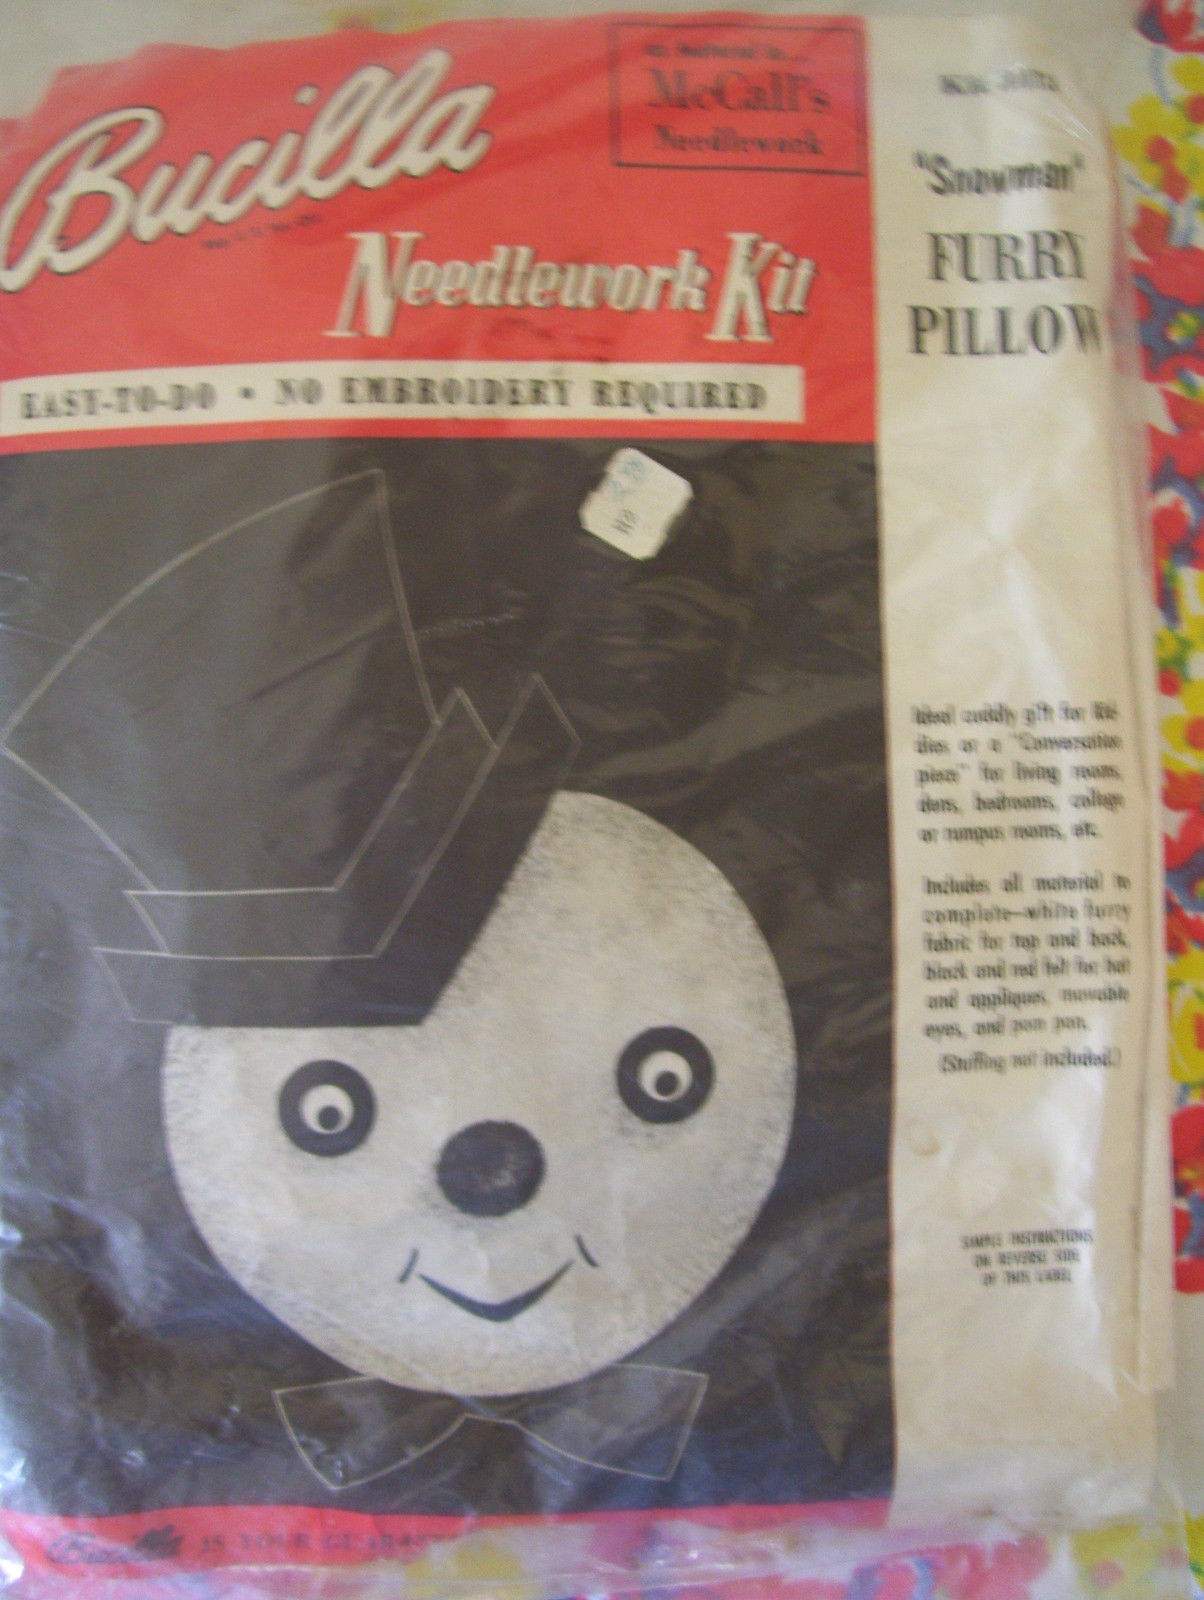 Bucilla
Needlework Kit
EASY-TO-DO • NO EMBROIDERY REQUIRED
as featured in...
McCall's
Needlework
Kit
"Snowman"
FURRY
PILLOW
Ideal cuddly gift for kid-
dies or a "Conversation
piece" for living rooms,
dens, bedrooms, college
or rumpus rooms, etc.
Includes all material to
complete—white furry
fabric for top and back,
black and red felt for hat
and appliques, movable
eyes, and pom pon.
(Stuffing not included.)
SIMPLE INSTRUCTIONS
ON REVERSE SIDE
OF THIS LABEL
Bucilla IS YOUR